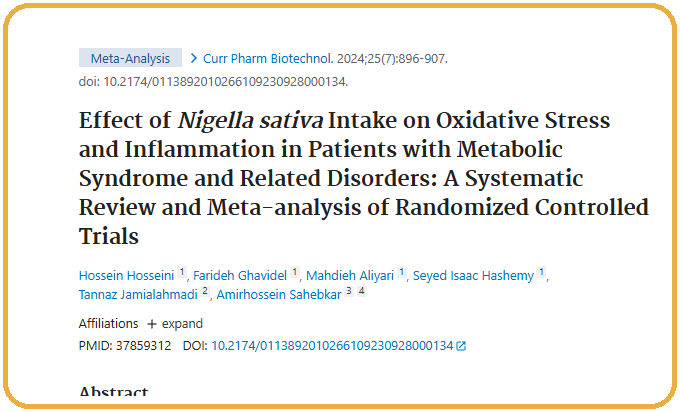 Meta-Analysis > Curr Pharm Biotechnol. 2024;25(7):896-907.
doi: 10.2174/0113892010266109230928000134.
Effect of Nigella sativa Intake on Oxidative Stress
and Inflammation in Patients with Metabolic
Syndrome and Related Disorders: A Systematic
Review and Meta-analysis of Randomized Controlled
Trials
Hossein Hosseini 1, Farideh Ghavidel 1, Mahdieh Aliyari 1, Seyed Isaac Hashemy 1,
Tannaz Jamialahmadi 2, Amirhossein Sahebkar 3 4
Affiliations + expand
PMID: 37859312 DOI: 10.2174/0113892010266109230928000134
Abstract